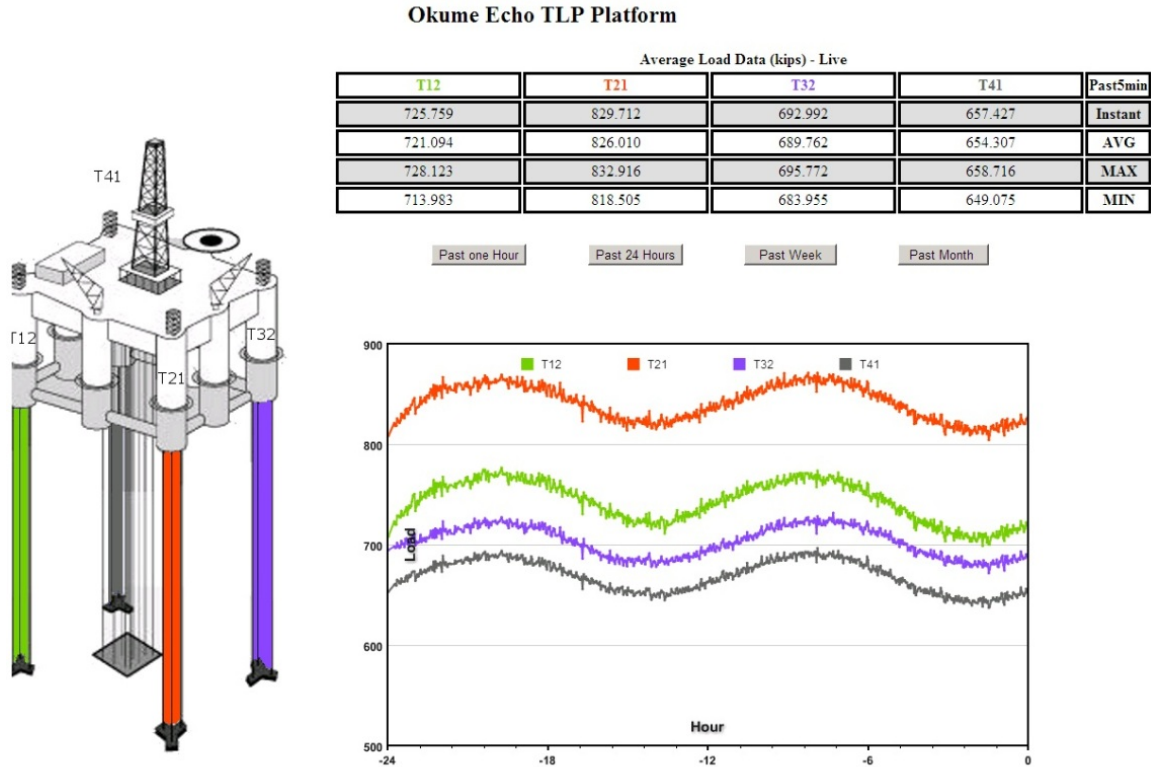 Okume Echo TLP Platform
Average Load Data (kips) - Live
T12 T21 T32 T41 Past5min
725.759 829.712 692.992 657.427 Instant
721.094 826.010 689.762 654.307 AVG
728.123 832.916 695.772 658.716 MAX
713.983 818.505 683.955 649.075 MIN
Past one Hour Past 24 Hours Past Week Past Month
T41
T12
T32
T21
T12 T21 T32 T41
900
800
700
600
500
Load
Hour
-24 -18 -12 -6 0